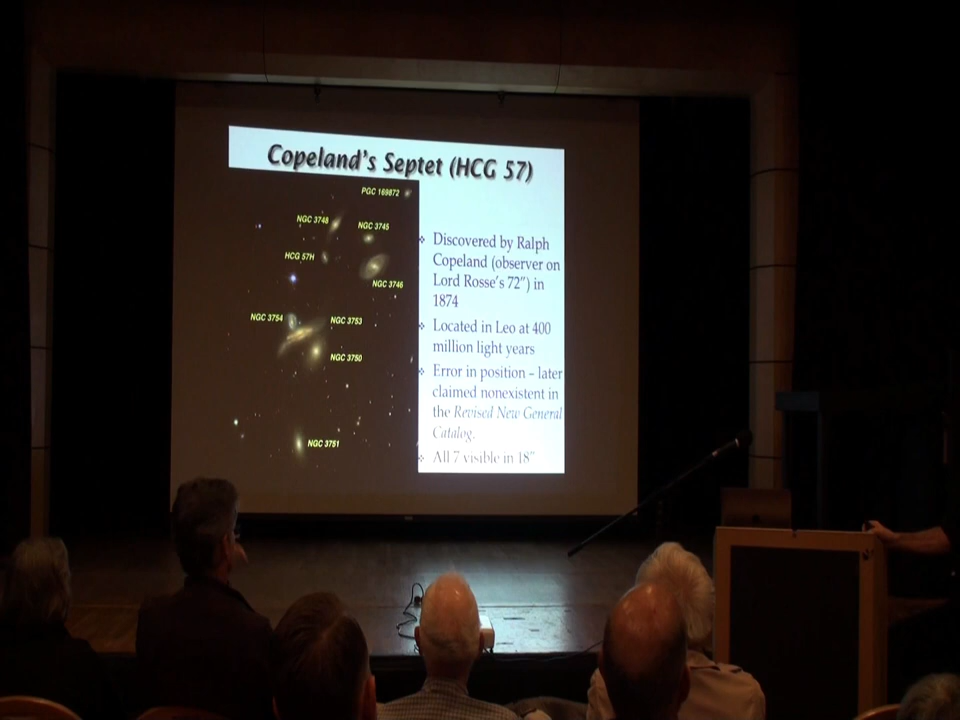 Copeland's Septet (HCG 57)
PGC 169872
NGC 3748
NGC 3745
HCG 57H
NGC 3746
NGC 3754
NGC 3753
NGC 3750
NGC 3751
❖ Discovered by Ralph
Copeland (observer on
Lord Rosse's 72") in
1874
❖ Located in Leo at 400
million light years
❖ Error in position – later
claimed nonexistent in
the Revised New General
Catalog.
❖ All 7 visible in 18"